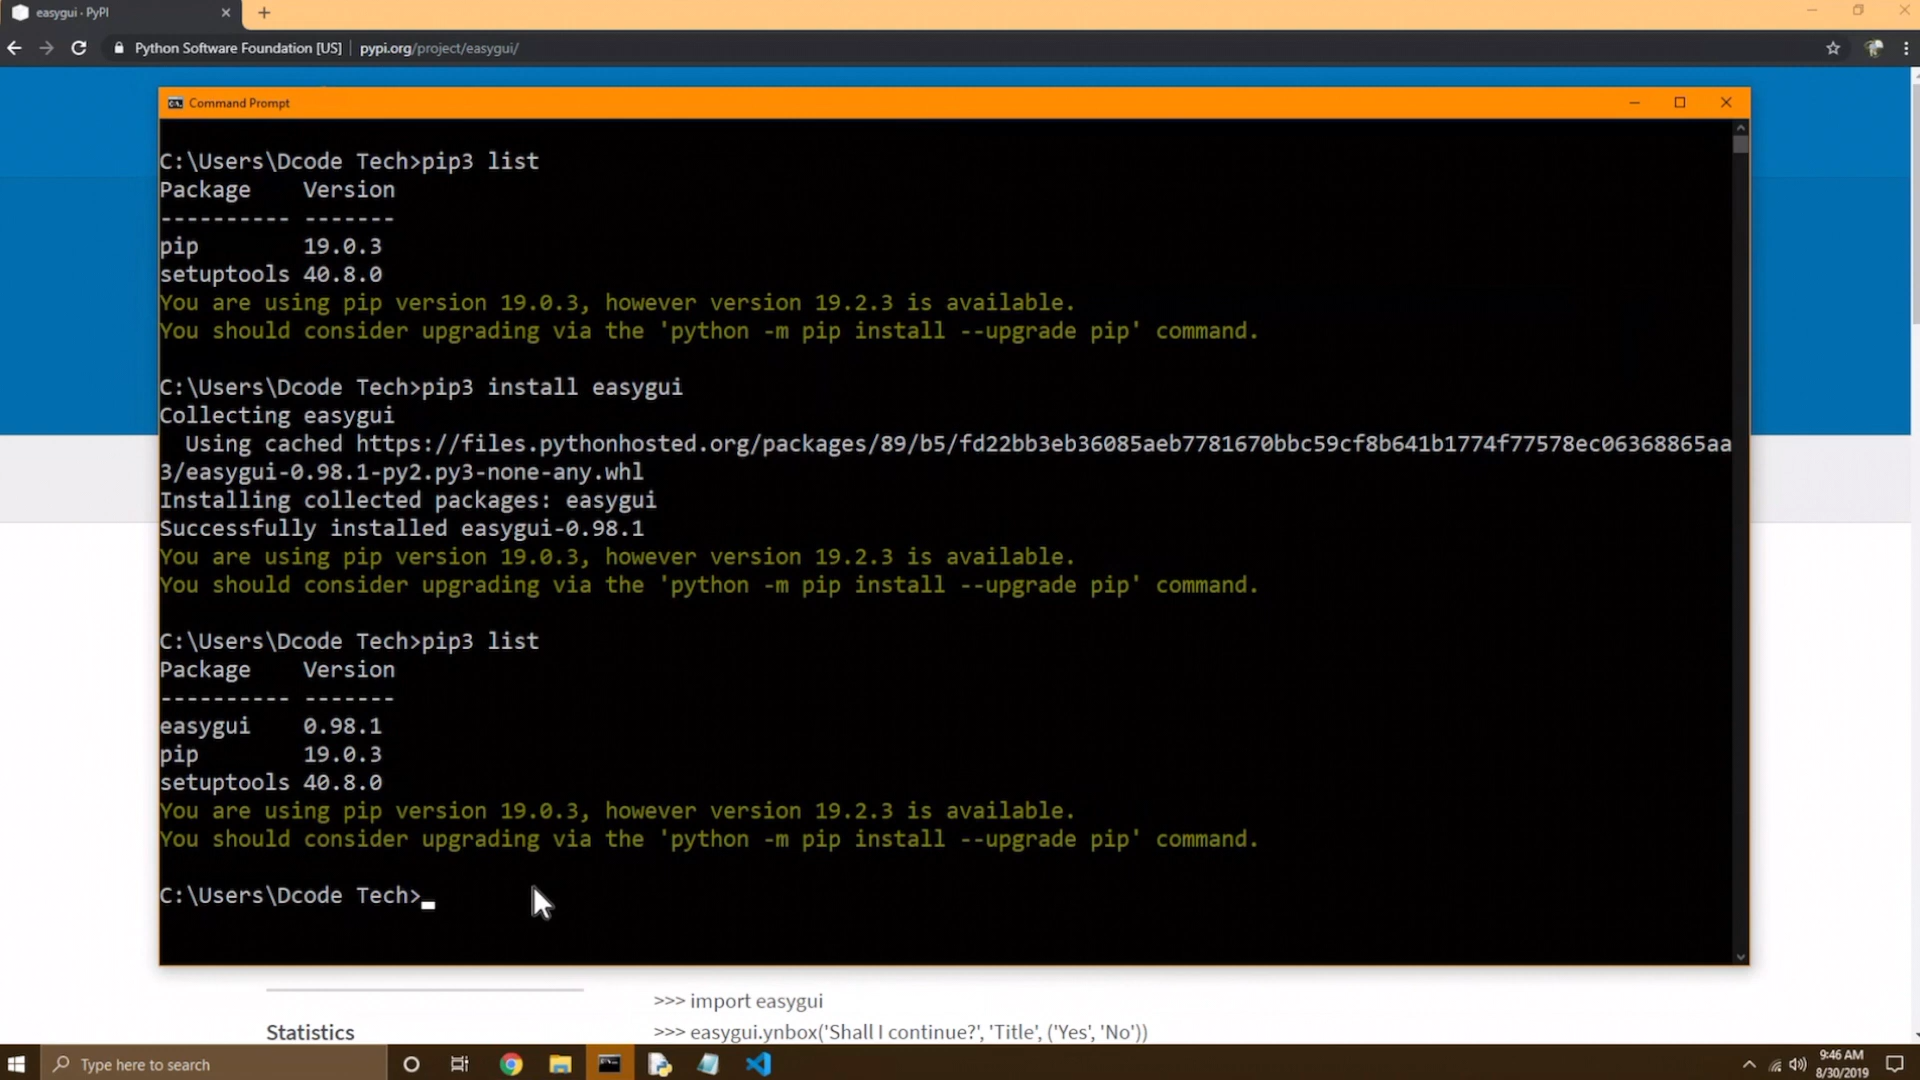 easygui · PyPI
Python Software Foundation [US] | pypi.org/project/easygui/
Command Prompt
C:\Users\Dcode Tech>pip3 list
Package    Version
---------- -------
pip        19.0.3
setuptools 40.8.0
You are using pip version 19.0.3, however version 19.2.3 is available.
You should consider upgrading via the 'python -m pip install --upgrade pip' command.
C:\Users\Dcode Tech>pip3 install easygui
Collecting easygui
  Using cached https://files.pythonhosted.org/packages/89/b5/fd22bb3eb36085aeb7781670bbc59cf8b641b1774f77578ec06368865aa
3/easygui-0.98.1-py2.py3-none-any.whl
Installing collected packages: easygui
Successfully installed easygui-0.98.1
You are using pip version 19.0.3, however version 19.2.3 is available.
You should consider upgrading via the 'python -m pip install --upgrade pip' command.
C:\Users\Dcode Tech>pip3 list
Package    Version
---------- -------
easygui    0.98.1
pip        19.0.3
setuptools 40.8.0
You are using pip version 19.0.3, however version 19.2.3 is available.
You should consider upgrading via the 'python -m pip install --upgrade pip' command.
C:\Users\Dcode Tech>
>>> import easygui
Statistics
>>> easygui.ynbox('Shall I continue?', 'Title', ('Yes', 'No'))
Type here to search
9:46 AM
8/30/2019